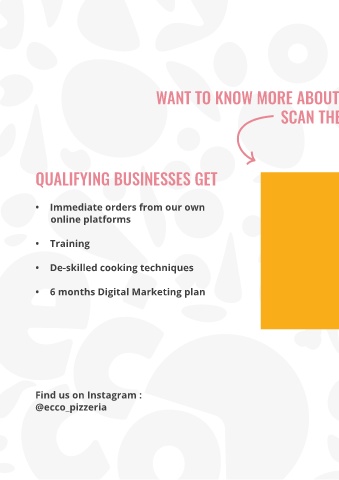 WANT TO KNOW MORE ABOUT
SCAN THE
QUALIFYING BUSINESSES GET
• Immediate orders from our own
online platforms
• Training
• De-skilled cooking techniques
• 6 months Digital Marketing plan
Find us on Instagram :
@ecco_pizzeria